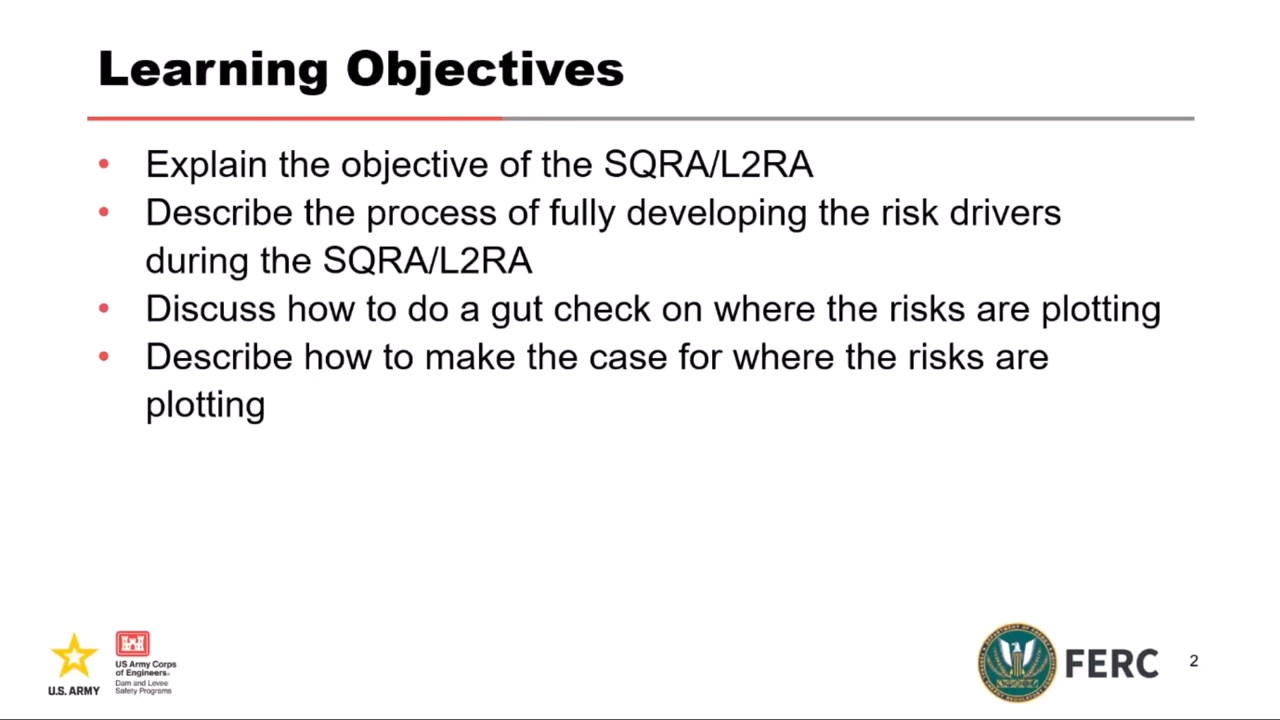 Learning Objectives
• Explain the objective of the SQRA/L2RA
• Describe the process of fully developing the risk drivers
during the SQRA/L2RA
• Discuss how to do a gut check on where the risks are plotting
• Describe how to make the case for where the risks are
plotting
U.S. ARMY
US Army Corps
of Engineers.
Dam and Levee
Safety Programs
FERC
2